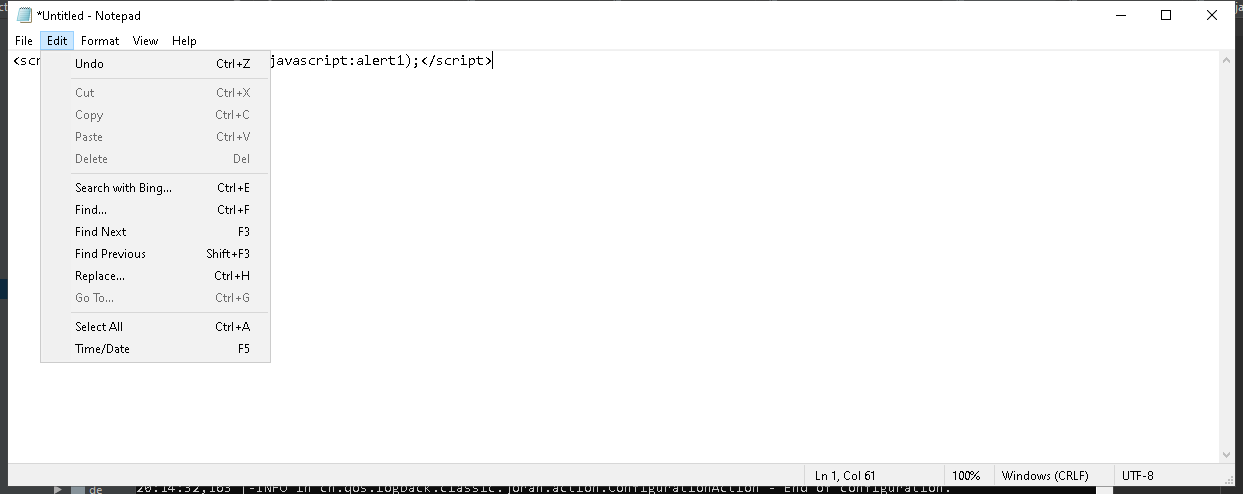 *Untitled - Notepad
File Edit Format View Help
<scr javascript:alert1);</script>
Undo Ctrl+Z
Cut Ctrl+X
Copy Ctrl+C
Paste Ctrl+V
Delete Del
Search with Bing... Ctrl+E
Find... Ctrl+F
Find Next F3
Find Previous Shift+F3
Replace... Ctrl+H
Go To... Ctrl+G
Select All Ctrl+A
Time/Date F5
Ln 1, Col 61 100% Windows (CRLF) UTF-8
de 20:14:32,163 |-INFO in ch.qos.logback.classic.joran.action.ConfigurationAction - End of configuration.